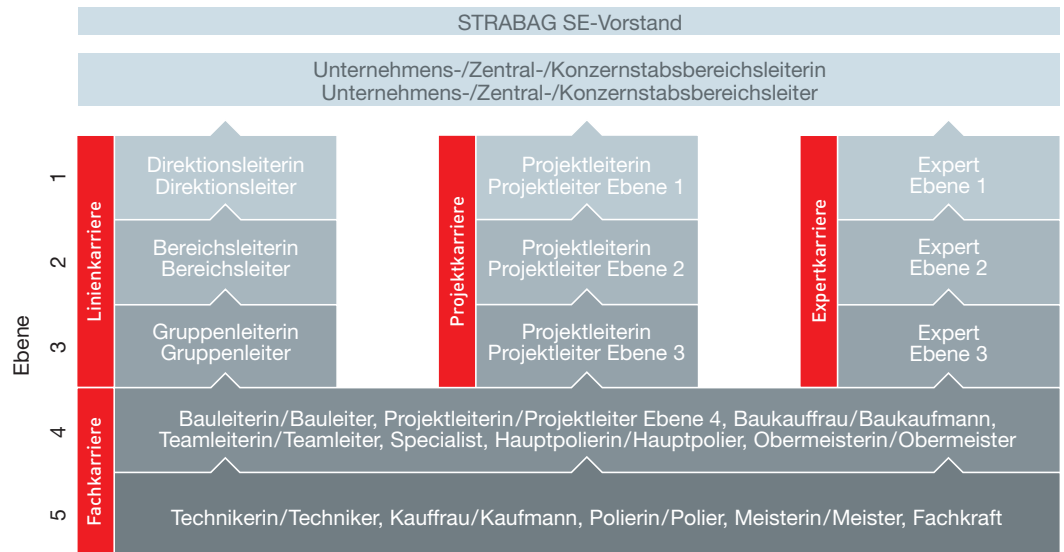 STRABAG SE-Vorstand
Unternehmens-/Zentral-/Konzernstabsbereichsleiterin
Unternehmens-/Zentral-/Konzernstabsbereichsleiter
Ebene
1
Linienkarriere
Direktionsleiterin
Direktionsleiter
Projektkarriere
Projektleiterin
Projektleiter Ebene 1
Expertkarriere
Expert
Ebene 1
2
Bereichsleiterin
Bereichsleiter
Projektleiterin
Projektleiter Ebene 2
Expert
Ebene 2
3
Gruppenleiterin
Gruppenleiter
Projektleiterin
Projektleiter Ebene 3
Expert
Ebene 3
4
Fachkarriere
Bauleiterin/Bauleiter, Projektleiterin/Projektleiter Ebene 4, Baukauffrau/Baukaufmann,
Teamleiterin/Teamleiter, Specialist, Hauptpolierin/Hauptpolier, Obermeisterin/Obermeister
5
Technikerin/Techniker, Kauffrau/Kaufmann, Polierin/Polier, Meisterin/Meister, Fachkraft